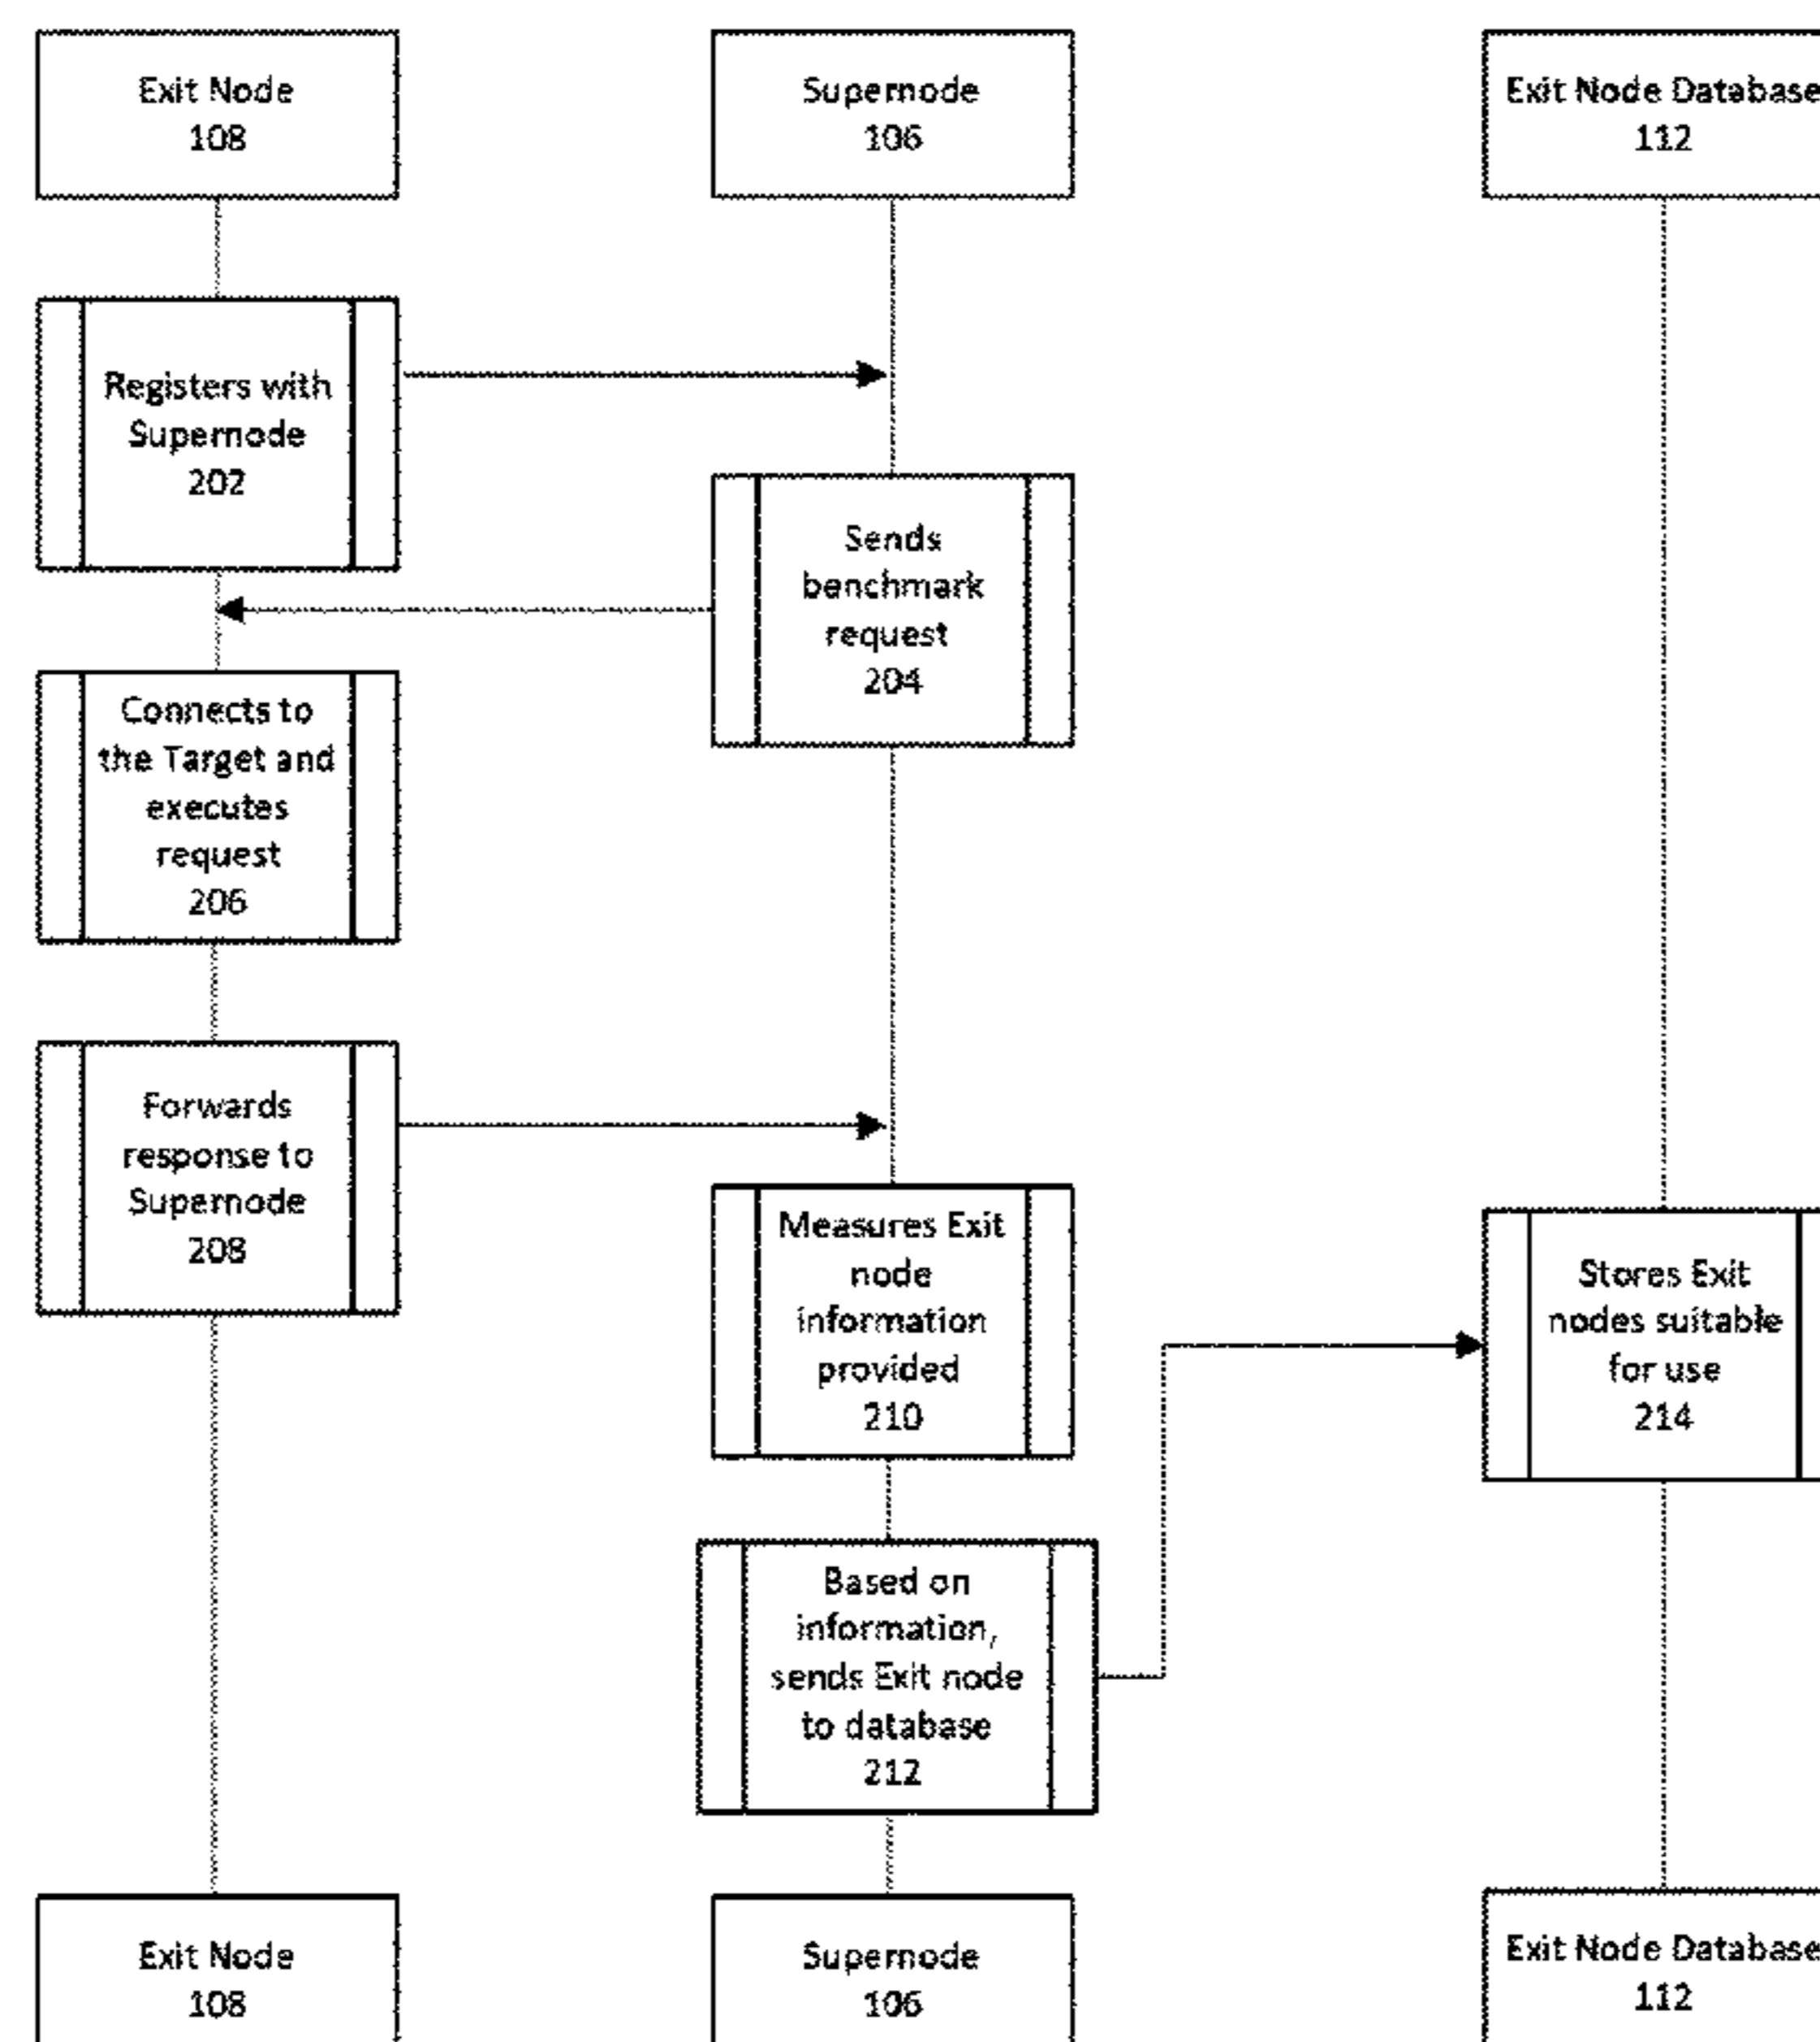 Exit Node
108
Supernode
106
Exit Node Database
112
Registers with
Supernode
202
Sends
benchmark
request
204
Connects to
the Target and
executes
request
206
Forwards
response to
Supernode
208
Measures Exit
node
information
provided
210
Stores Exit
nodes suitable
for use
214
Based on
information,
sends Exit node
to database
212
Exit Node
108
Supernode
106
Exit Node Database
112